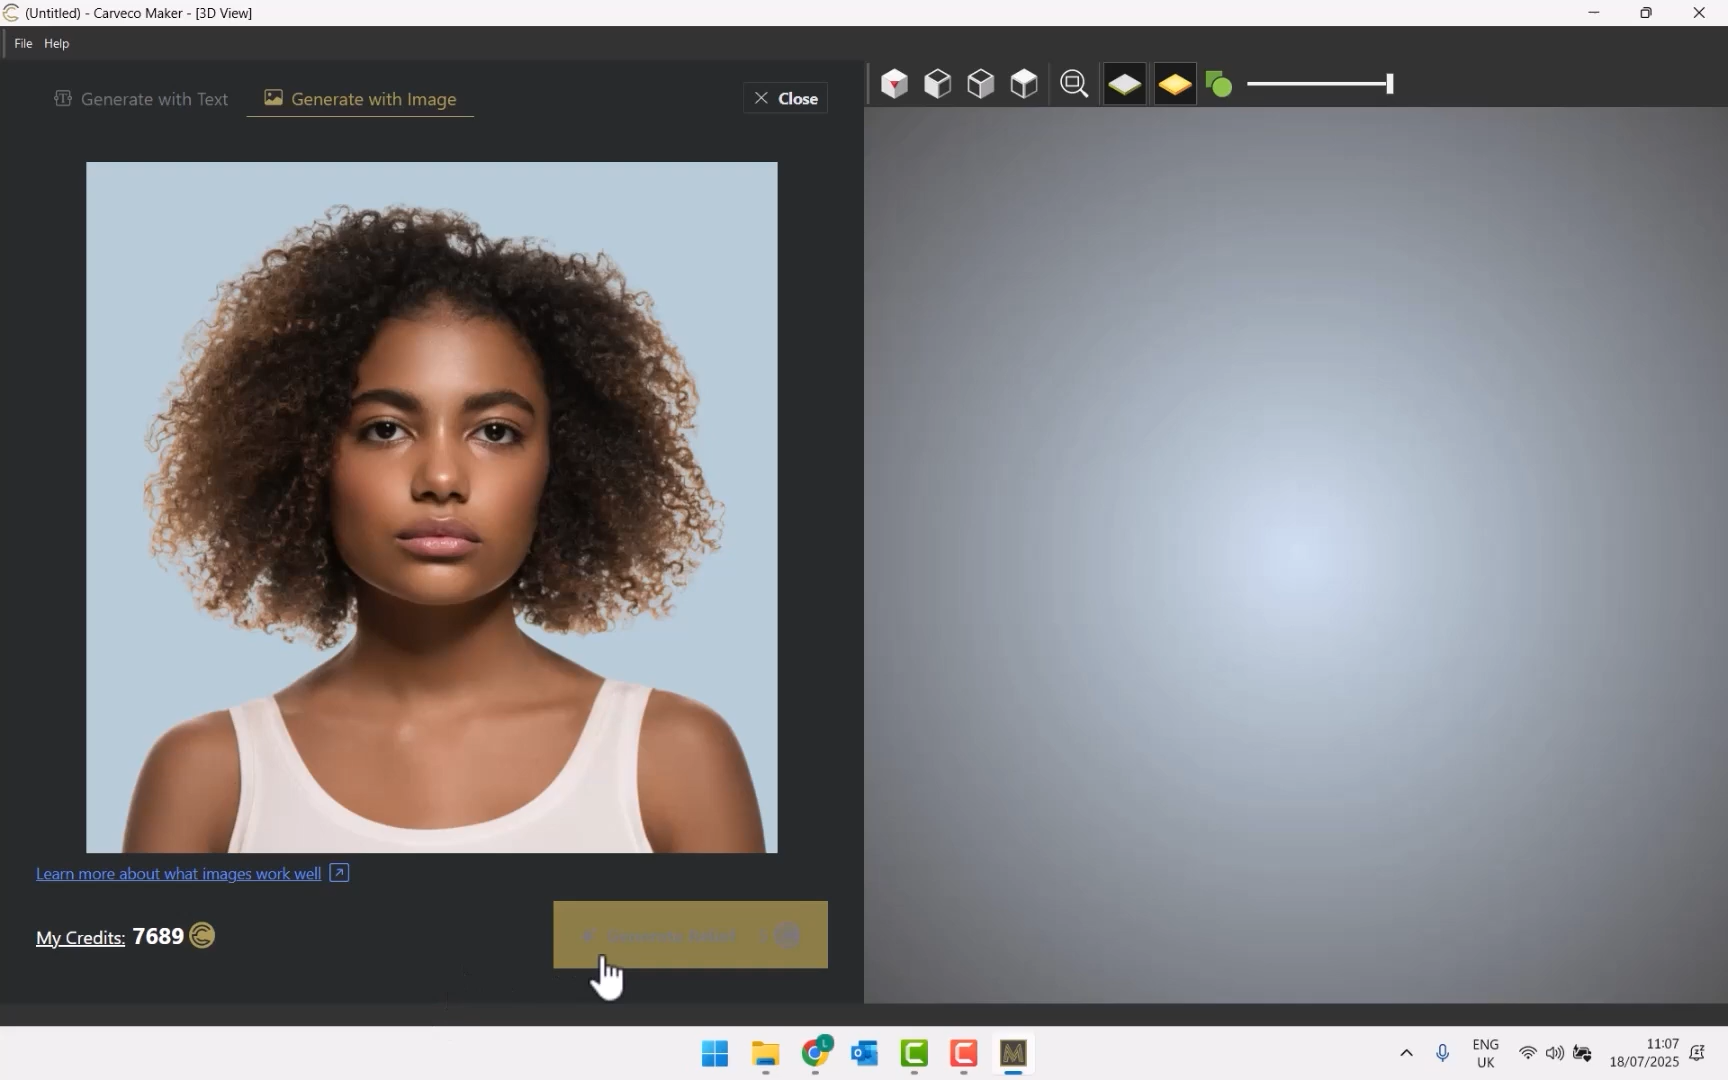 (Untitled) - Carveco Maker - [3D View]
File Help
Generate with Text Generate with Image Close
Learn more about what images work well
My Credits: 7689
ENG
UK
11:07
18/07/2025